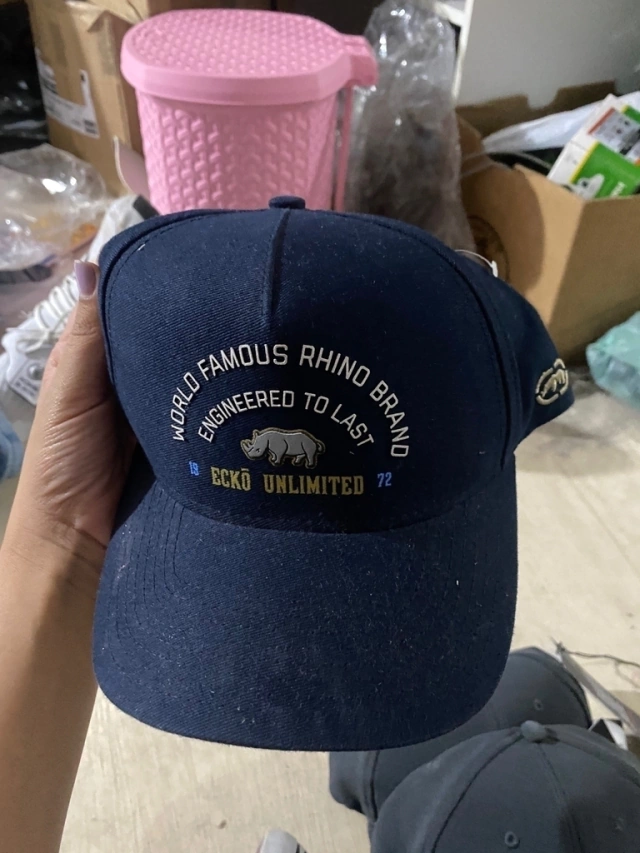 WORLD FAMOUS RHINO BRAND
ENGINEERED TO LAST
19 ECKŌ UNLIMITED 72